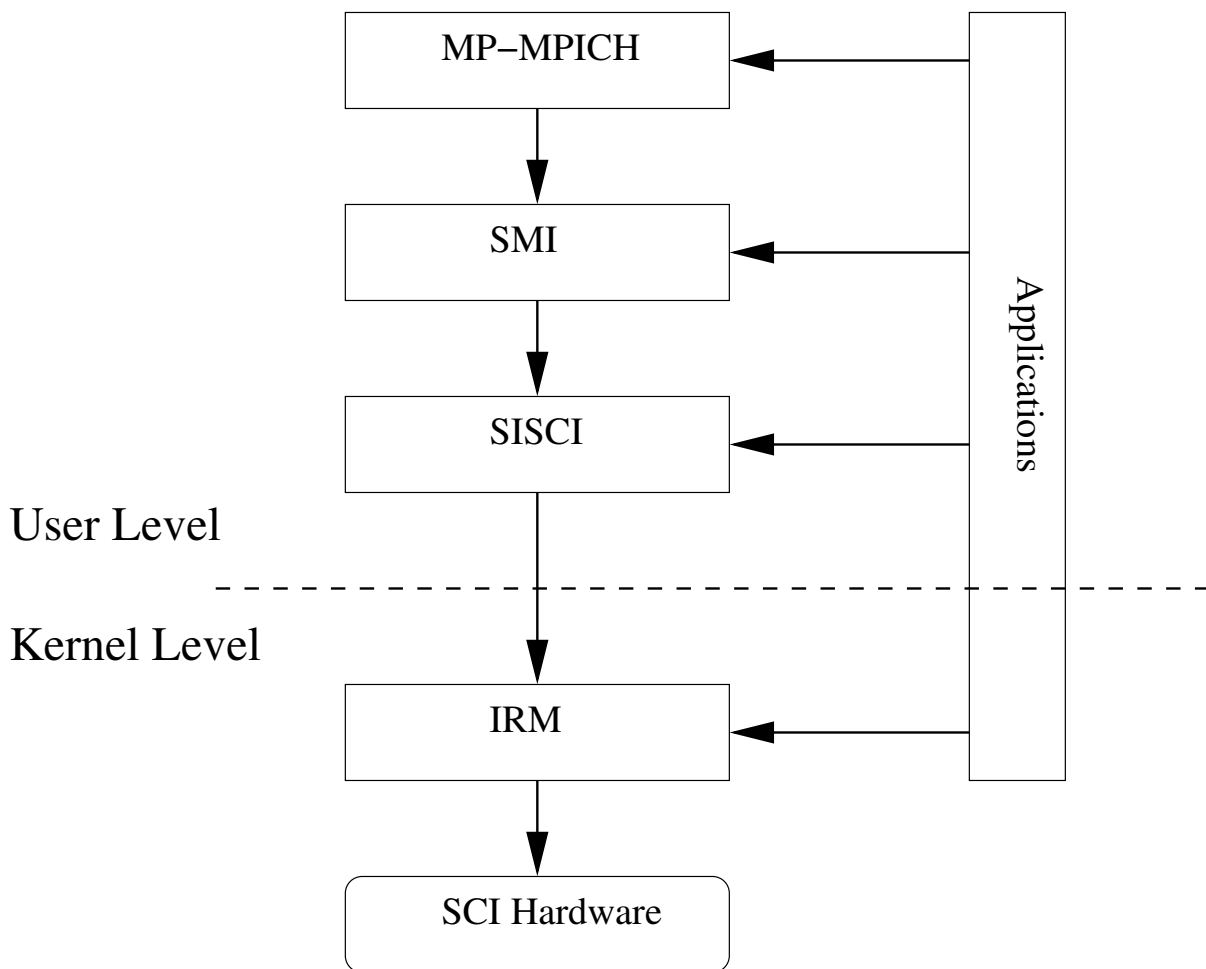 MP−MPICH
SMI
Applications
SISCI
User Level
Kernel Level
IRM
SCI Hardware